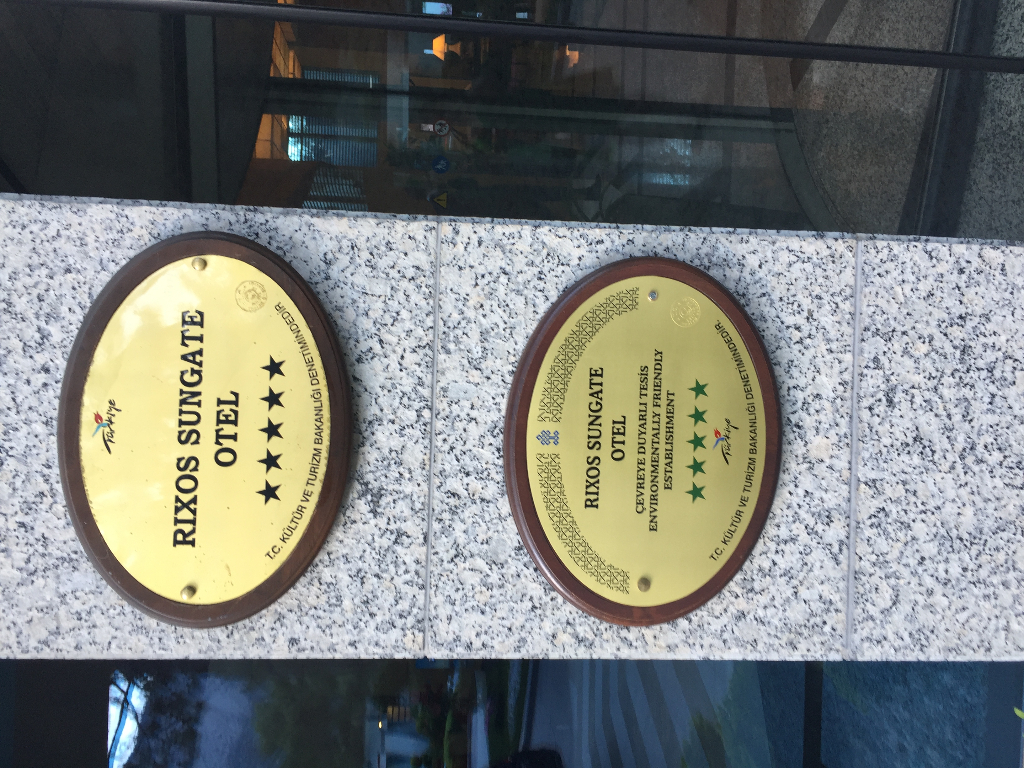 Türkiye
RIXOS SUNGATE
OTEL
T.C. KÜLTÜR VE TURİZM BAKANLIĞI DENETİMİNDEDİR
RIXOS SUNGATE
OTEL
ÇEVREYE DUYARLI TESİS
ENVIRONMENTALLY FRIENDLY
ESTABLISHMENT
Türkiye
T.C. KÜLTÜR VE TURİZM BAKANLIĞI DENETİMİNDEDİR.